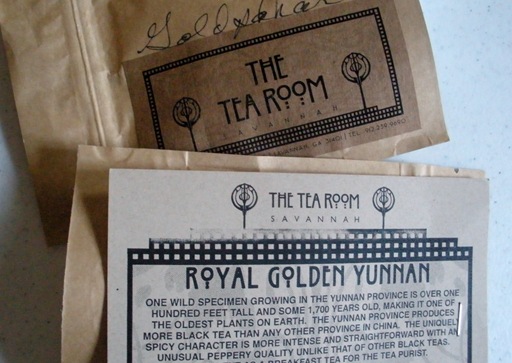 THE
TEA ROOM
SAVANNAH
THE TEA ROOM
SAVANNAH
ROYAL GOLDEN YUNNAN
ONE WILD SPECIMEN GROWING IN THE YUNNAN PROVINCE IS OVER ONE
HUNDRED FEET TALL AND SOME 1,700 YEARS OLD, MAKING IT ONE OF
THE OLDEST PLANTS ON EARTH. THE YUNNAN PROVINCE PRODUCES
MORE BLACK TEA THAN ANY OTHER PROVINCE IN CHINA. THE UNIQUE
SPICY CHARACTER IS MORE INTENSE AND STRAIGHTFORWARD WITH AN
UNUSUAL PEPPERY QUALITY UNLIKE THAT OF OTHER BLACK TEAS.
BREAKFAST TEA FOR THE TEA PURIST.